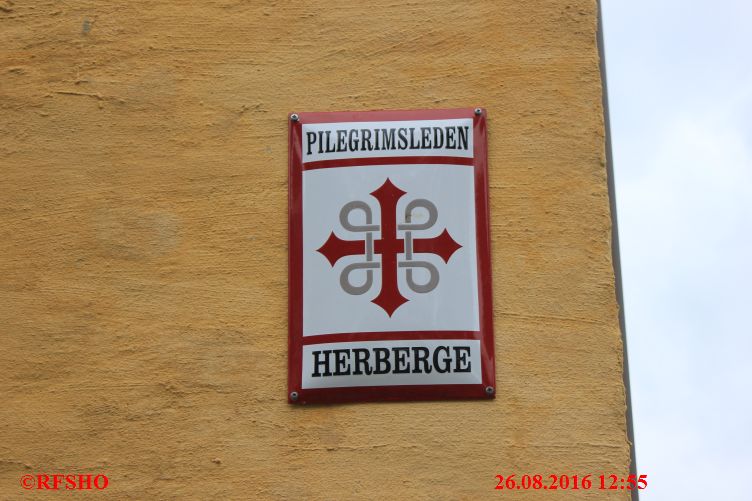 PILEGRIMSLEDEN
HERBERGE
©RFSHO
26.08.2016 12:55